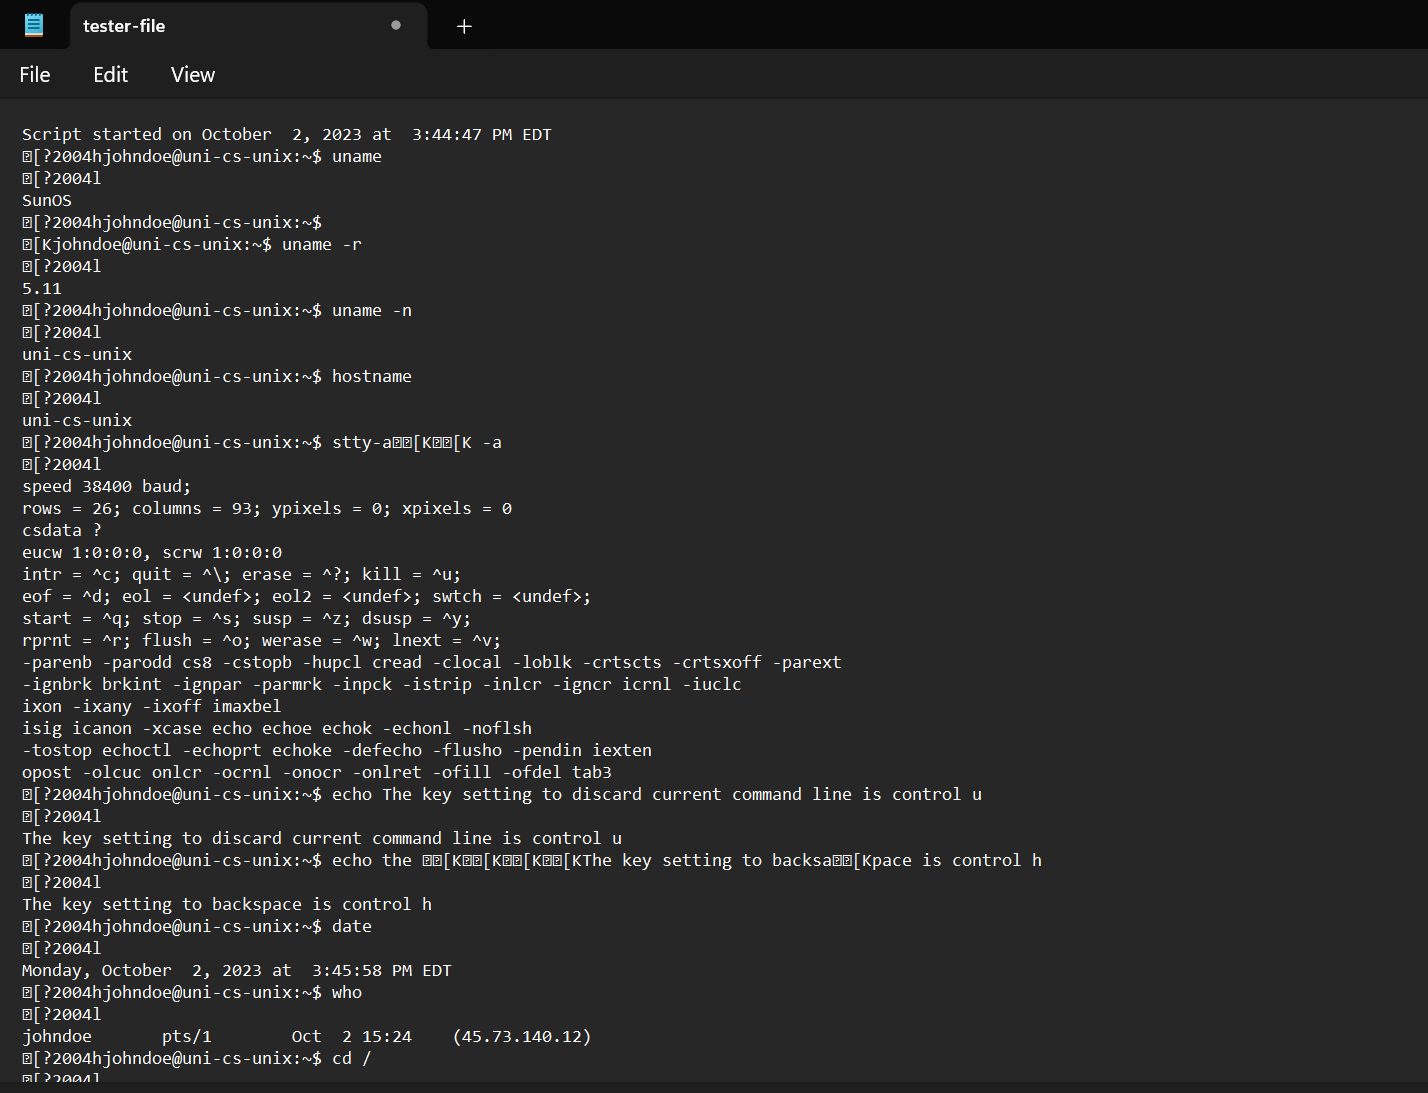 tester-file
File Edit View
Script started on October  2, 2023 at  3:44:47 PM EDT
[?2004hjohndoe@uni-cs-unix:~$ uname
[?2004l
SunOS
[?2004hjohndoe@uni-cs-unix:~$
[Kjohndoe@uni-cs-unix:~$ uname -r
[?2004l
5.11
[?2004hjohndoe@uni-cs-unix:~$ uname -n
[?2004l
uni-cs-unix
[?2004hjohndoe@uni-cs-unix:~$ hostname
[?2004l
uni-cs-unix
[?2004hjohndoe@uni-cs-unix:~$ stty-a[K[K -a
[?2004l
speed 38400 baud;
rows = 26; columns = 93; ypixels = 0; xpixels = 0
csdata ?
eucw 1:0:0:0, scrw 1:0:0:0
intr = ^c; quit = ^\; erase = ^?; kill = ^u;
eof = ^d; eol = <undef>; eol2 = <undef>; swtch = <undef>;
start = ^q; stop = ^s; susp = ^z; dsusp = ^y;
rprnt = ^r; flush = ^o; werase = ^w; lnext = ^v;
-parenb -parodd cs8 -cstopb -hupcl cread -clocal -loblk -crtscts -crtsxoff -parext
-ignbrk brkint -ignpar -parmrk -inpck -istrip -inlcr -igncr icrnl -iuclc
ixon -ixany -ixoff imaxbel
isig icanon -xcase echo echoe echok -echonl -noflsh
-tostop echoctl -echoprt echoke -defecho -flusho -pendin iexten
opost -olcuc onlcr -ocrnl -onocr -onlret -ofill -ofdel tab3
[?2004hjohndoe@uni-cs-unix:~$ echo The key setting to discard current command line is control u
[?2004l
The key setting to discard current command line is control u
[?2004hjohndoe@uni-cs-unix:~$ echo the [K[K[K[KThe key setting to backsa[Kpace is control h
[?2004l
The key setting to backspace is control h
[?2004hjohndoe@uni-cs-unix:~$ date
[?2004l
Monday, October  2, 2023 at  3:45:58 PM EDT
[?2004hjohndoe@uni-cs-unix:~$ who
[?2004l
johndoe       pts/1        Oct  2 15:24    (45.73.140.12)
[?2004hjohndoe@uni-cs-unix:~$ cd /
[?2004l